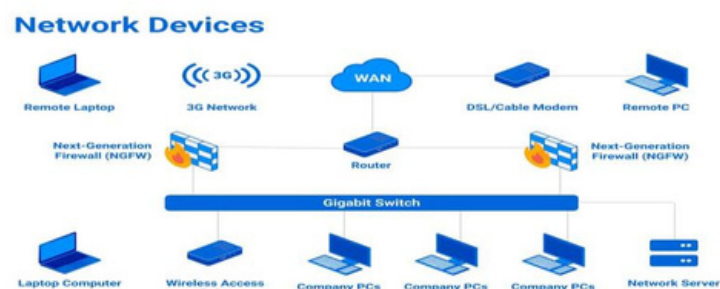 Network Devices
3G
WAN
Remote Laptop
3G Network
DSL/Cable Modem
Remote PC
Next-Generation
Firewall (NGFW)
Router
Next-Generation
Firewall (NGFW)
Gigabit Switch
Laptop Computer
Wireless Access
Company PCs
Company PCs
Company PCs
Network Server